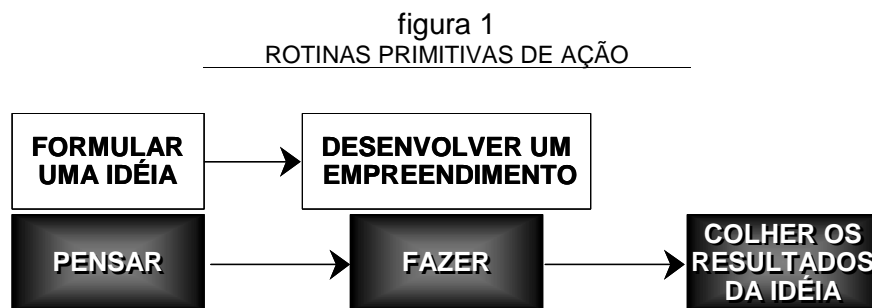 figura 1
ROTINAS PRIMITIVAS DE AÇÃO
FORMULAR
UMA IDÉIA
DESENVOLVER UM
EMPREENDIMENTO
PENSAR
FAZER
COLHER OS
RESULTADOS
DA IDÉIA